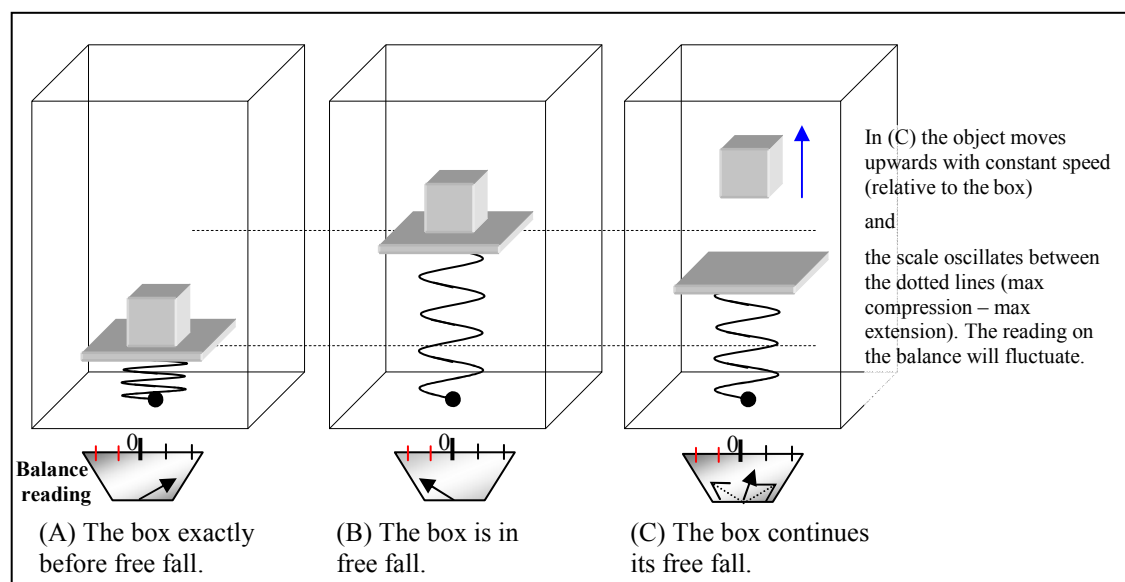 In (C) the object moves
upwards with constant speed
(relative to the box)
and
the scale oscillates between
the dotted lines (max
compression – max
extension). The reading on
the balance will fluctuate.
0
0
0
Balance
reading
(A) The box exactly
before free fall.
(B) The box is in
free fall.
(C) The box continues
its free fall.